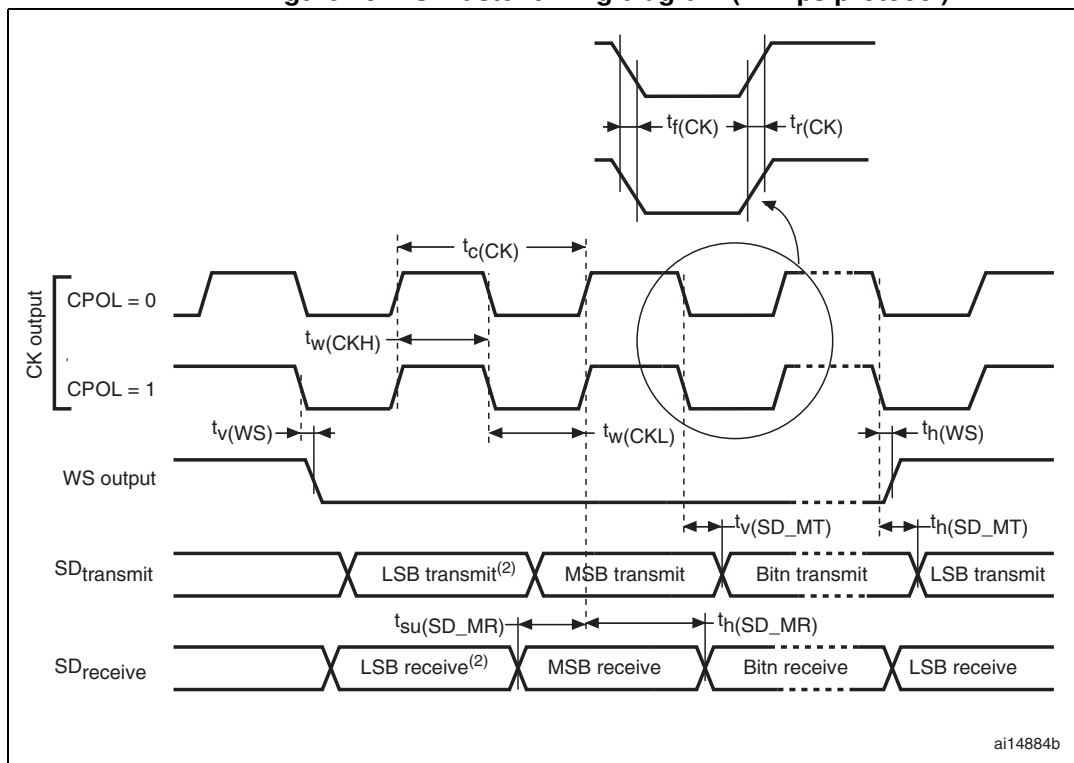 tf(CK)
tr(CK)
tc(CK)
CK output
CPOL = 0
tw(CKH)
CPOL = 1
tv(WS)
tw(CKL)
th(WS)
WS output
tv(SD_MT)
th(SD_MT)
SDtransmit
LSB transmit(2)
MSB transmit
Bitn transmit
LSB transmit
tsu(SD_MR)
th(SD_MR)
SDreceive
LSB receive(2)
MSB receive
Bitn receive
LSB receive
ai14884b